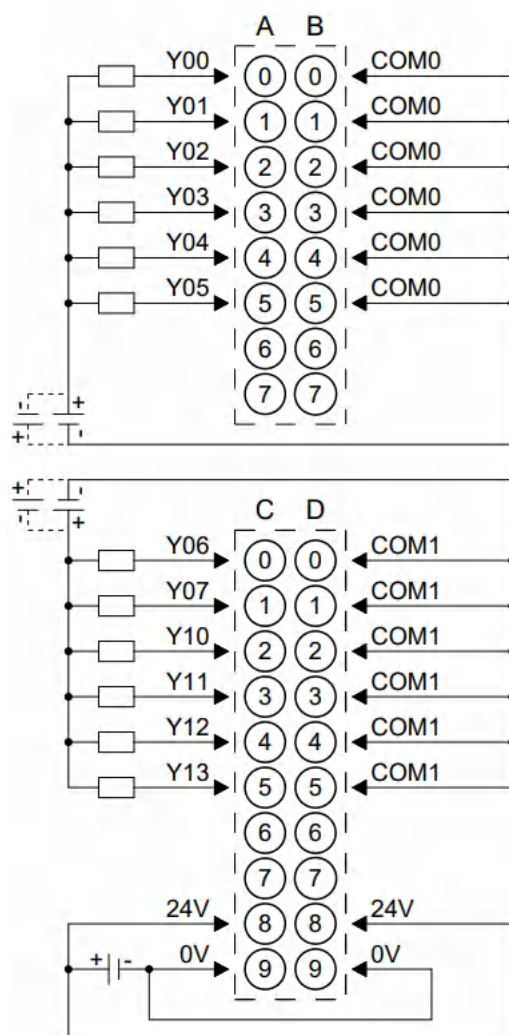 A B
Y00 0 0 COM0
Y01 1 1 COM0
Y02 2 2 COM0
Y03 3 3 COM0
Y04 4 4 COM0
Y05 5 5 COM0
6 6
7 7
- + +
+ -
+ -
- +
C D
Y06 0 0 COM1
Y07 1 1 COM1
Y10 2 2 COM1
Y11 3 3 COM1
Y12 4 4 COM1
Y13 5 5 COM1
6 6
7 7
24V 8 8 24V
+ - 0V 9 9 0V